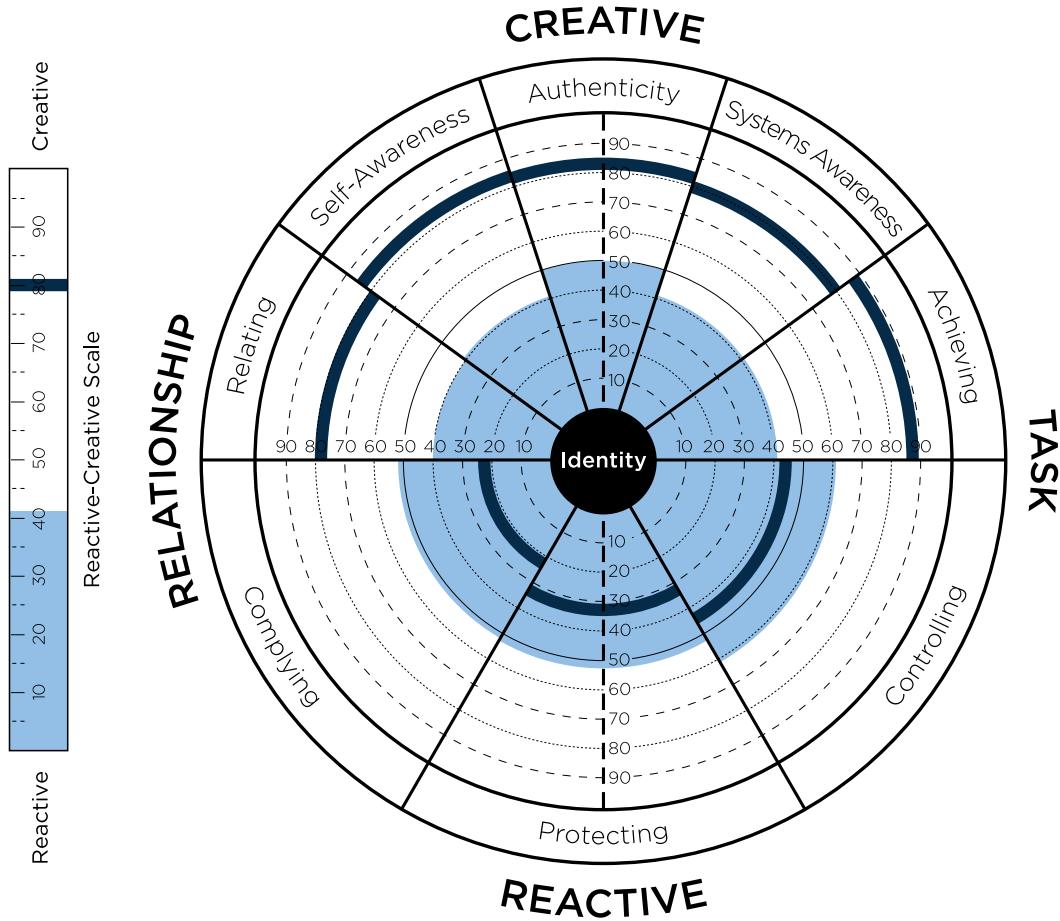 CREATIVE
Authenticity
Self-Awareness
Systems Awareness
Relating
Achieving
RELATIONSHIP
TASK
Identity
Complying
Controlling
Protecting
REACTIVE
90
80
70
60
50
40
30
20
10
90 80 70 60 50 40 30 20 10
10 20 30 40 50 60 70 80 90
10
20
30
40
50
60
70
80
90
Creative
90
80
70
60
50
40
30
20
10
Reactive
Reactive-Creative Scale